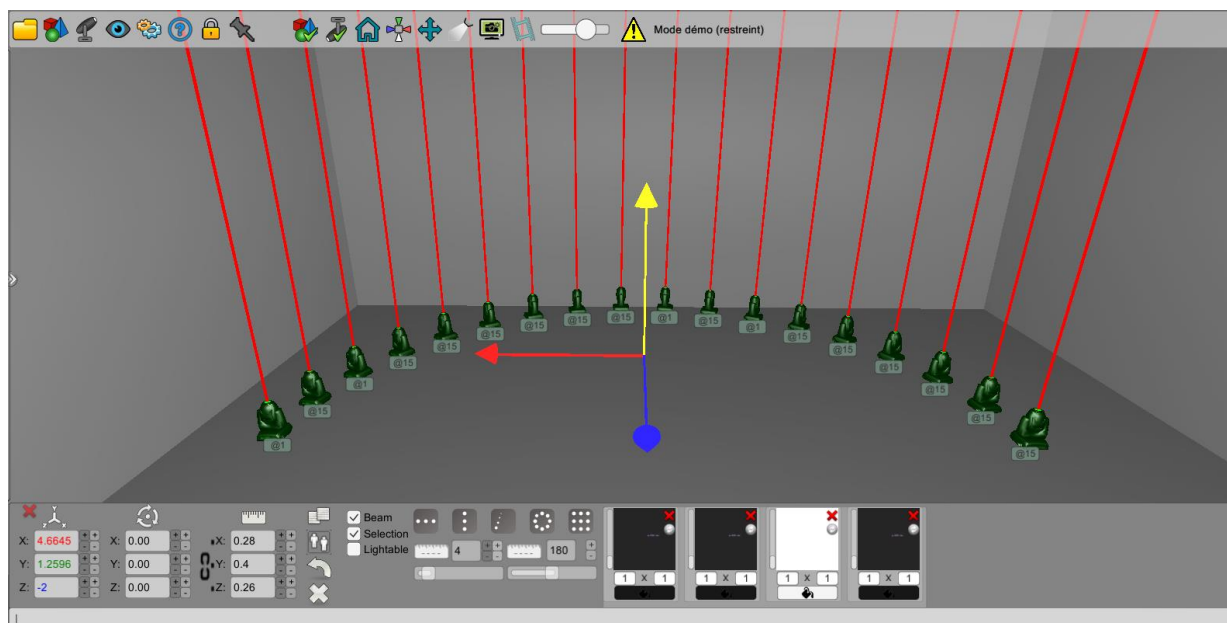 Mode démo (restreint)
@15 @15 @15 @1 @15 @1
@15 @15 @15
@15 @15
@1 @15
@15 @15
@1 @15
Beam
Selection
Lightable
X: 4.6645 X: 0.00 X: 0.28 4 180
Y: 1.2596 Y: 0.00 Y: 0.4
Z: -2 Z: 0.00 Z: 0.26
1 X 1 1 X 1 1 X 1 1 X 1